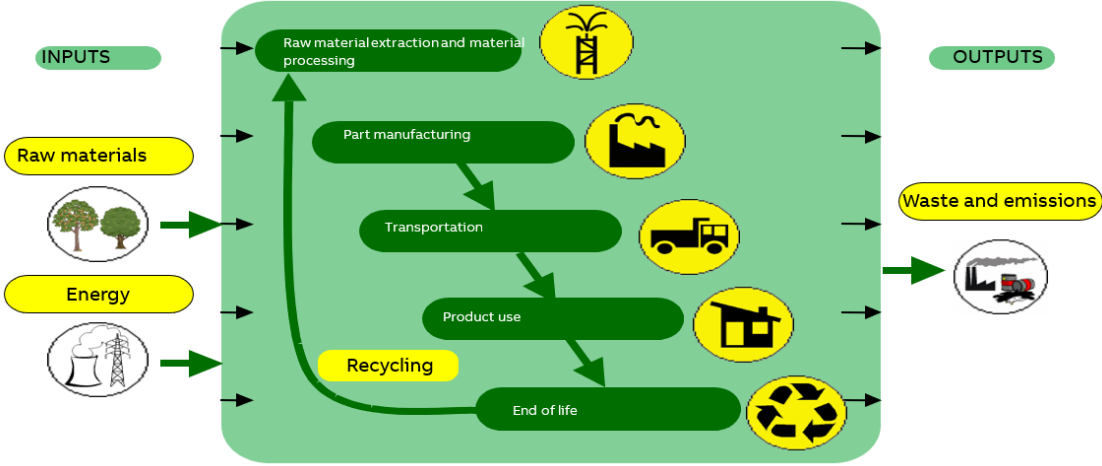 INPUTS
Raw materials
Energy
Raw material extraction and material
processing
Part manufacturing
Transportation
Product use
Recycling
End of life
OUTPUTS
Waste and emissions